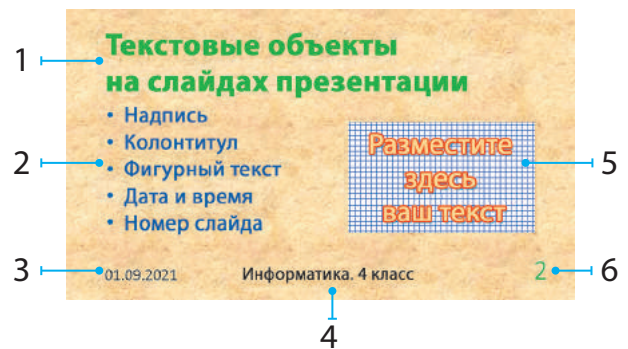 Текстовые объекты
на слайдах презентации
• Надпись
• Колонтитул
• Фигурный текст
• Дата и время
• Номер слайда
Разместите
здесь
ваш текст
01.09.2021
Информатика. 4 класс
2
1
2
3
4
5
6